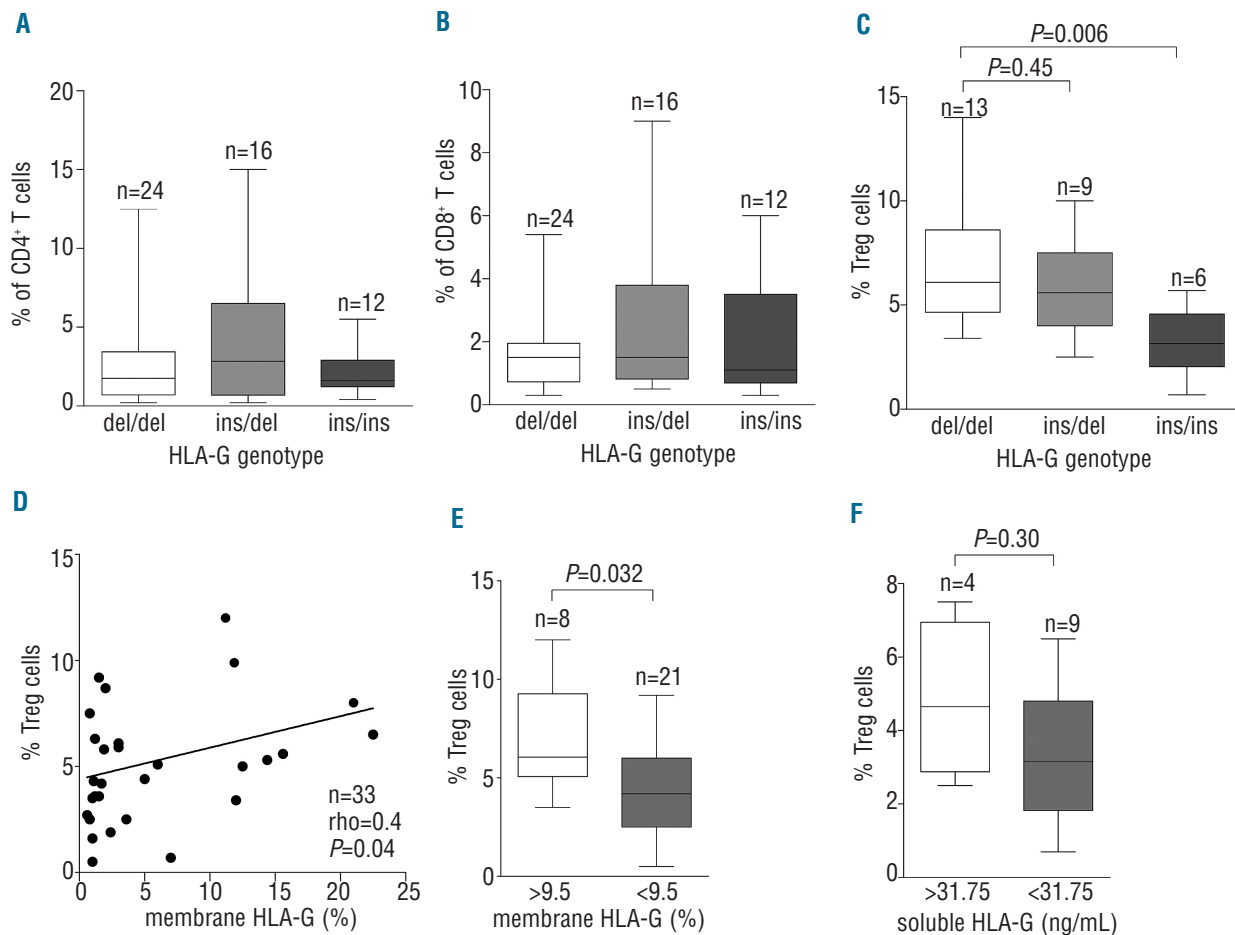 A
% of CD4+ T cells
20
15
10
5
0
n=24
n=16
n=12
del/del
ins/del
ins/ins
HLA-G genotype
B
% of CD8+ T cells
10
8
6
4
2
0
n=24
n=16
n=12
del/del
ins/del
ins/ins
HLA-G genotype
C
P=0.006
P=0.45
% Treg cells
15
10
5
0
n=13
n=9
n=6
del/del
ins/del
ins/ins
HLA-G genotype
D
% Treg cells
15
10
5
0
n=33
rho=0.4
P=0.04
0
5
10
15
20
25
membrane HLA-G (%)
E
P=0.032
% Treg cells
15
10
5
0
n=8
n=21
>9.5
<9.5
membrane HLA-G (%)
F
P=0.30
% Treg cells
8
6
4
2
0
n=4
n=9
>31.75
<31.75
soluble HLA-G (ng/mL)